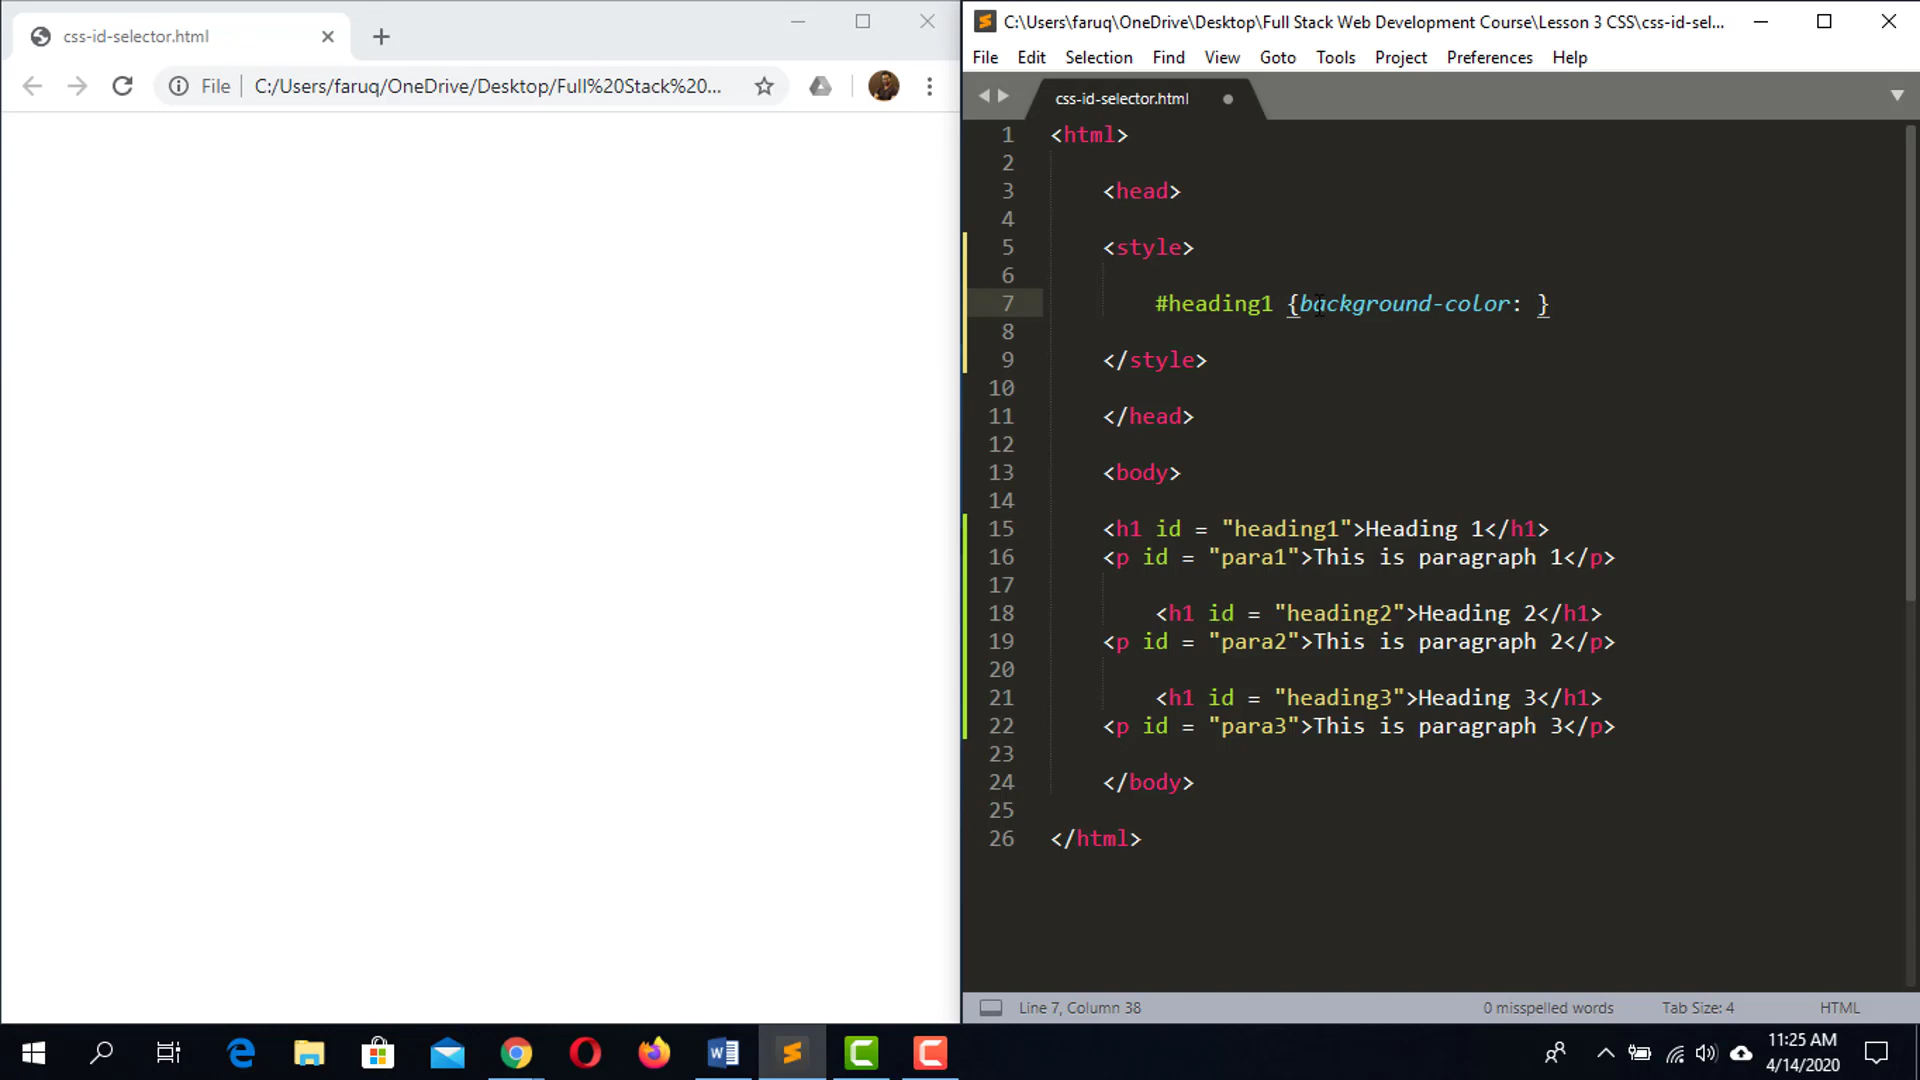 css-id-selector.html
File
C:/Users/faruq/OneDrive/Desktop/Full%20Stack%20...
C:\Users\faruq\OneDrive\Desktop\Full Stack Web Development Course\Lesson 3 CSS\css-id-sel...
File Edit Selection Find View Goto Tools Project Preferences Help
css-id-selector.html
1 <html>
2
3 <head>
4
5 <style>
6
7 #heading1 {background-color: }
8
9 </style>
10
11 </head>
12
13 <body>
14
15 <h1 id = "heading1">Heading 1</h1>
16 <p id = "para1">This is paragraph 1</p>
17
18 <h1 id = "heading2">Heading 2</h1>
19 <p id = "para2">This is paragraph 2</p>
20
21 <h1 id = "heading3">Heading 3</h1>
22 <p id = "para3">This is paragraph 3</p>
23
24 </body>
25
26 </html>
Line 7, Column 38 0 misspelled words Tab Size: 4 HTML
11:25 AM
4/14/2020